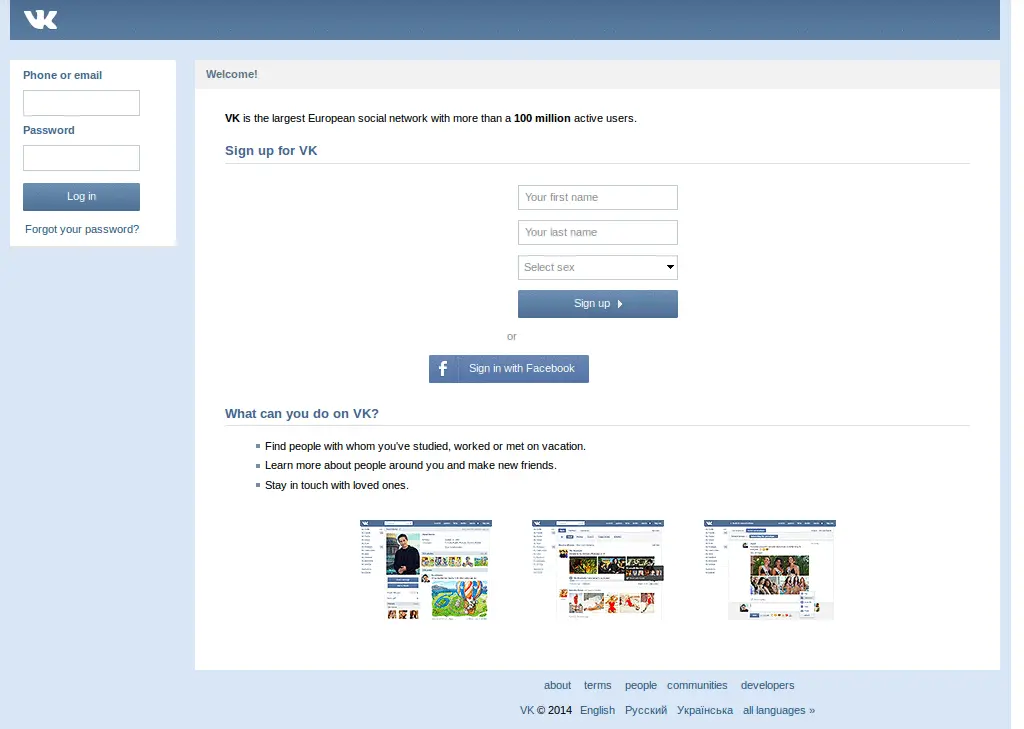 VK
Phone or email
Password
Log in
Forgot your password?
Welcome!
VK is the largest European social network with more than a 100 million active users.
Sign up for VK
Your first name
Your last name
Select sex
Sign up
or
f Sign in with Facebook
What can you do on VK?
Find people with whom you've studied, worked or met on vacation.
Learn more about people around you and make new friends.
Stay in touch with loved ones.
about terms people communities developers
VK © 2014 English Русский Українська all languages »